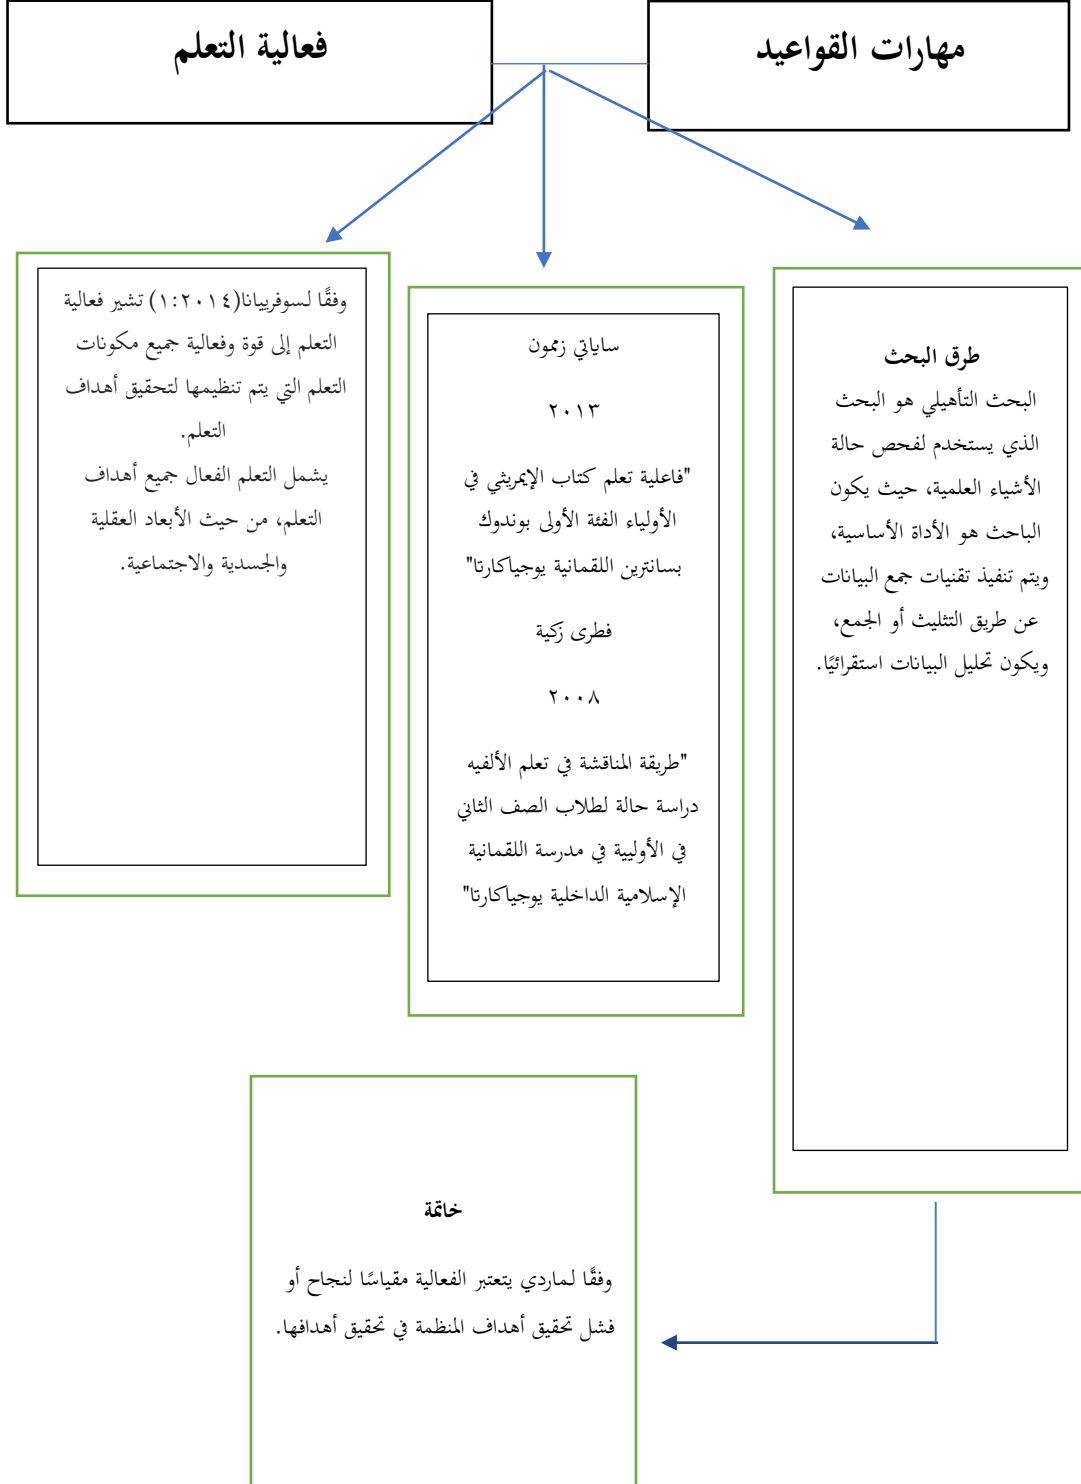 مهارات القواعيد
فعالية التعلم
طرق البحث
البحث التأهيلي هو البحث
الذي يستخدم لفحص حالة
الأشياء العلمية، حيث يكون
الباحث هو الأداة الأساسية،
ويتم تنفيذ تقنيات جمع البيانات
عن طريق التثليث أو الجمع،
ويكون تحليل البيانات استقرائيًا.
ساياتي زممون
٢٠١٣
"فاعلية تعلم كتاب الإيمريثي في
الأولياء الفئة الأولى بوندوك
بسانترين اللقمانية يوجياكارتا"
فطرى زكية
٢٠٠٨
"طريقة المناقشة في تعلم الألفيه
دراسة حالة لطلاب الصف الثاني
في الأوليية في مدرسة اللقمانية
الإسلامية الداخلية يوجياكارتا"
وفقًا لسوفرييانا(٢٠١٤:١) تشير فعالية
التعلم إلى قوة وفعالية جميع مكونات
التعلم التي يتم تنظيمها لتحقيق أهداف
التعلم.
يشمل التعلم الفعال جميع أهداف
التعلم، من حيث الأبعاد العقلية
والجسدية والاجتماعية.
خاتمة
وفقًا لماردي يتعتبر الفعالية مقياسًا لنجاح أو
فشل تحقيق أهداف المنظمة في تحقيق أهدافها.